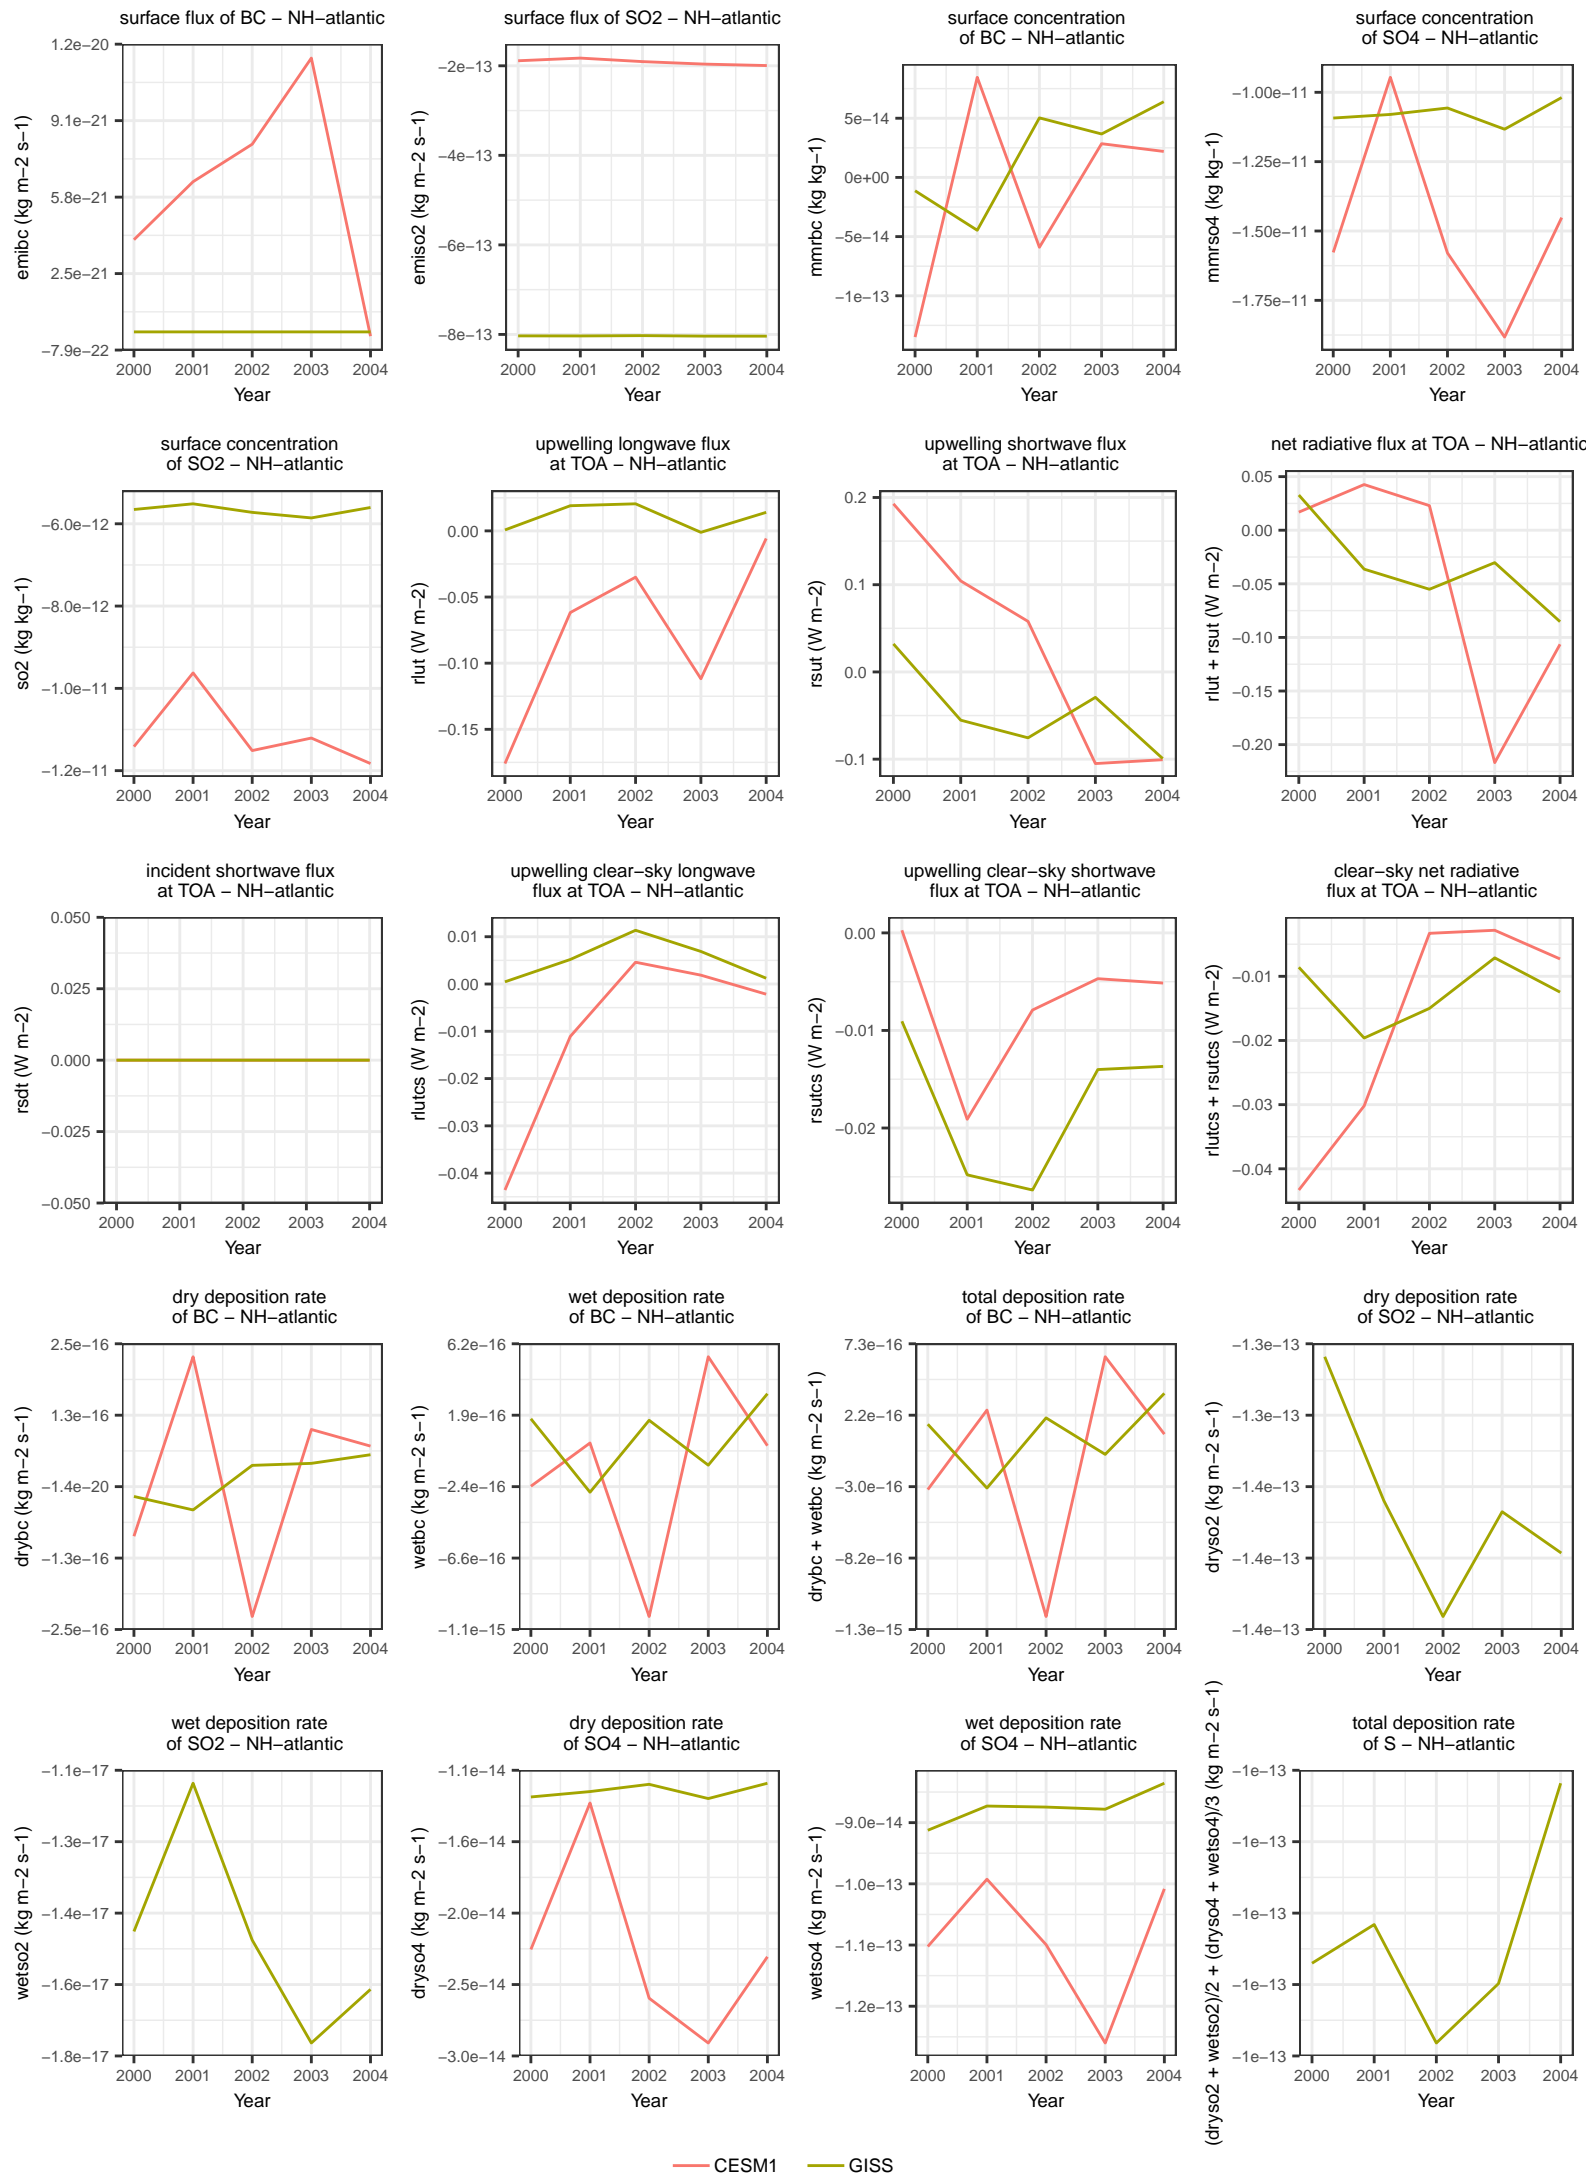 surface flux of BC − NH−atlantic
1.2e−20
9.1e−21
5.8e−21
2.5e−21
−7.9e−22
emibc (kg m−2 s−1)
2000 2001 2002 2003 2004
Year
surface flux of SO2 − NH−atlantic
−2e−13
−4e−13
−6e−13
−8e−13
emiso2 (kg m−2 s−1)
2000 2001 2002 2003 2004
Year
surface concentration
of BC − NH−atlantic
5e−14
0e+00
−5e−14
−1e−13
mmrbc (kg kg−1)
2000 2001 2002 2003 2004
Year
surface concentration
of SO4 − NH−atlantic
−1.00e−11
−1.25e−11
−1.50e−11
−1.75e−11
mmrso4 (kg kg−1)
2000 2001 2002 2003 2004
Year
surface concentration
of SO2 − NH−atlantic
−6.0e−12
−8.0e−12
−1.0e−11
−1.2e−11
so2 (kg kg−1)
2000 2001 2002 2003 2004
Year
upwelling longwave flux
at TOA − NH−atlantic
0.00
−0.05
−0.10
−0.15
rlut (W m−2)
2000 2001 2002 2003 2004
Year
upwelling shortwave flux
at TOA − NH−atlantic
0.2
0.1
0.0
−0.1
rsut (W m−2)
2000 2001 2002 2003 2004
Year
net radiative flux at TOA − NH−atlantic
0.05
0.00
−0.05
−0.10
−0.15
−0.20
rlut + rsut (W m−2)
2000 2001 2002 2003 2004
Year
incident shortwave flux
at TOA − NH−atlantic
0.050
0.025
0.000
−0.025
−0.050
rsdt (W m−2)
2000 2001 2002 2003 2004
Year
upwelling clear−sky longwave
flux at TOA − NH−atlantic
0.01
0.00
−0.01
−0.02
−0.03
−0.04
rlutcs (W m−2)
2000 2001 2002 2003 2004
Year
upwelling clear−sky shortwave
flux at TOA − NH−atlantic
0.00
−0.01
−0.02
rsutcs (W m−2)
2000 2001 2002 2003 2004
Year
clear−sky net radiative
flux at TOA − NH−atlantic
−0.01
−0.02
−0.03
−0.04
rlutcs + rsutcs (W m−2)
2000 2001 2002 2003 2004
Year
dry deposition rate
of BC − NH−atlantic
2.5e−16
1.3e−16
−1.4e−20
−1.3e−16
−2.5e−16
drybc (kg m−2 s−1)
2000 2001 2002 2003 2004
Year
wet deposition rate
of BC − NH−atlantic
6.2e−16
1.9e−16
−2.4e−16
−6.6e−16
−1.1e−15
wetbc (kg m−2 s−1)
2000 2001 2002 2003 2004
Year
total deposition rate
of BC − NH−atlantic
7.3e−16
2.2e−16
−3.0e−16
−8.2e−16
−1.3e−15
drybc + wetbc (kg m−2 s−1)
2000 2001 2002 2003 2004
Year
dry deposition rate
of SO2 − NH−atlantic
−1.3e−13
−1.3e−13
−1.4e−13
−1.4e−13
−1.4e−13
dryso2 (kg m−2 s−1)
2000 2001 2002 2003 2004
Year
wet deposition rate
of SO2 − NH−atlantic
−1.1e−17
−1.3e−17
−1.4e−17
−1.6e−17
−1.8e−17
wetso2 (kg m−2 s−1)
2000 2001 2002 2003 2004
Year
dry deposition rate
of SO4 − NH−atlantic
−1.1e−14
−1.6e−14
−2.0e−14
−2.5e−14
−3.0e−14
dryso4 (kg m−2 s−1)
2000 2001 2002 2003 2004
Year
wet deposition rate
of SO4 − NH−atlantic
−9.0e−14
−1.0e−13
−1.1e−13
−1.2e−13
wetso4 (kg m−2 s−1)
2000 2001 2002 2003 2004
Year
total deposition rate
of S − NH−atlantic
−1e−13
−1e−13
−1e−13
−1e−13
−1e−13
(dryso2 + wetso2)/2 + (dryso4 + wetso4)/3 (kg m−2 s−1)
2000 2001 2002 2003 2004
Year
CESM1 GISS